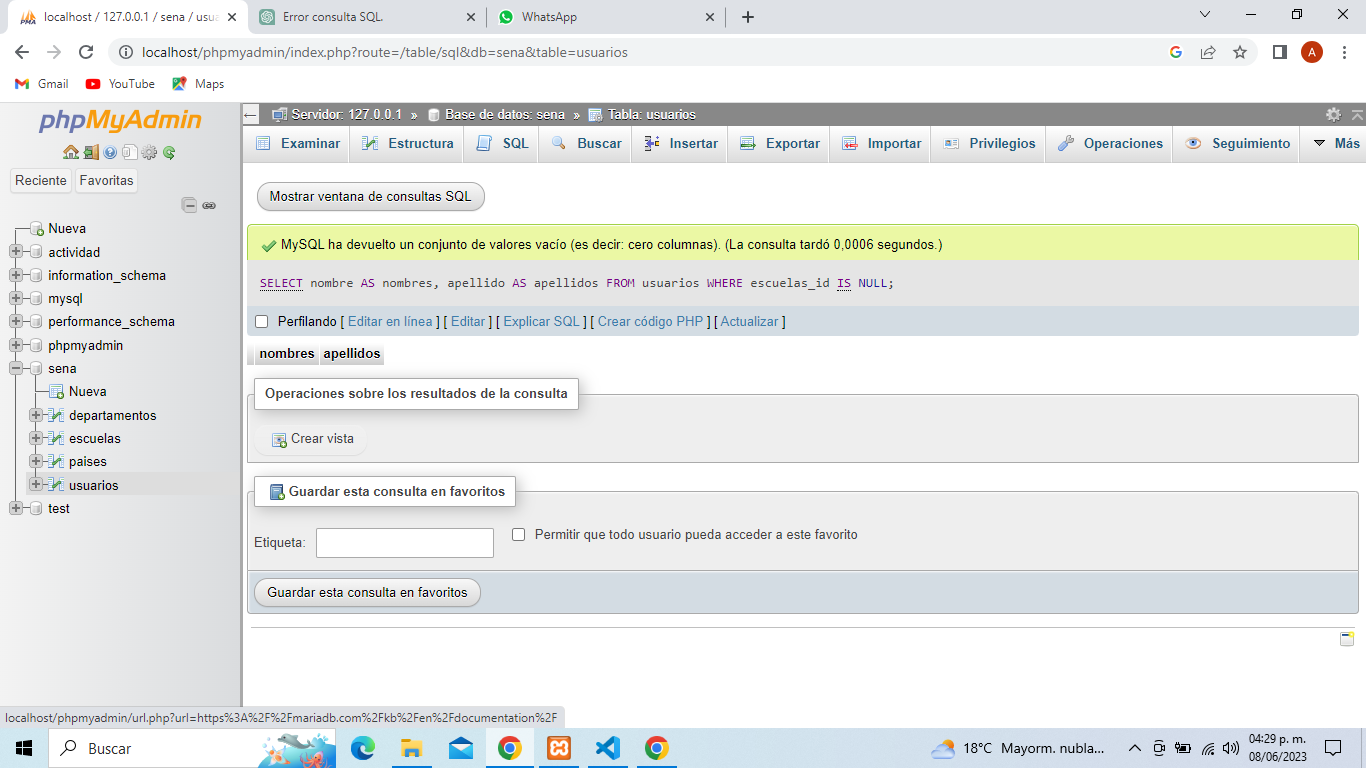 localhost / 127.0.0.1 / sena / usua
Error consulta SQL.
WhatsApp
localhost/phpmyadmin/index.php?route=/table/sql&db=sena&table=usuarios
A
Gmail
YouTube
Maps
phpMyAdmin
Reciente
Favoritas
Nueva
actividad
information_schema
mysql
performance_schema
phpmyadmin
sena
Nueva
departamentos
escuelas
paises
usuarios
test
Servidor: 127.0.0.1 » Base de datos: sena » Tabla: usuarios
Examinar
Estructura
SQL
Buscar
Insertar
Exportar
Importar
Privilegios
Operaciones
Seguimiento
Más
Mostrar ventana de consultas SQL
MySQL ha devuelto un conjunto de valores vacío (es decir: cero columnas). (La consulta tardó 0,0006 segundos.)
SELECT nombre AS nombres, apellido AS apellidos FROM usuarios WHERE escuelas_id IS NULL;
Perfilando [ Editar en línea ] [ Editar ] [ Explicar SQL ] [ Crear código PHP ] [ Actualizar ]
nombres apellidos
Operaciones sobre los resultados de la consulta
Crear vista
Guardar esta consulta en favoritos
Etiqueta:
Permitir que todo usuario pueda acceder a este favorito
Guardar esta consulta en favoritos
localhost/phpmyadmin/url.php?url=https%3A%2F%2Fmariadb.com%2Fkb%2Fen%2Fdocumentation%2F
Buscar
18°C Mayorm. nubla...
04:29 p. m.
08/06/2023